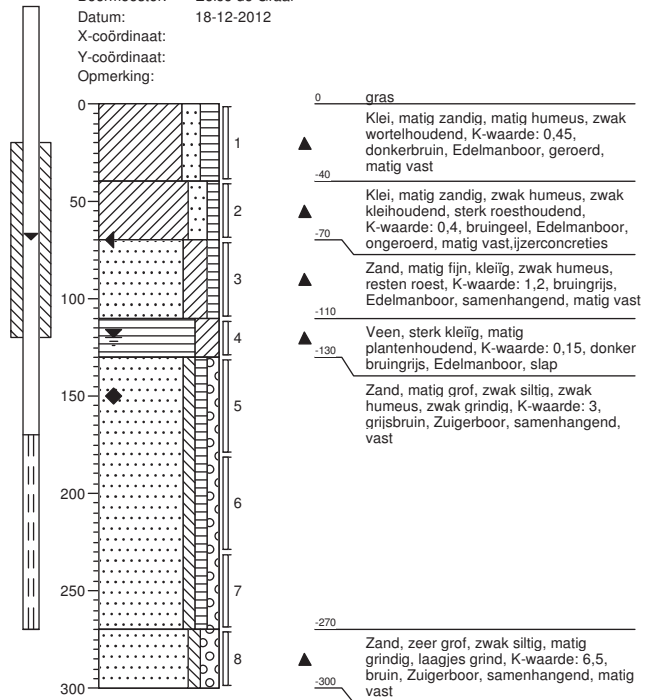 Datum: 18-12-2012
X-coördinaat:
Y-coördinaat:
Opmerking:
0
50
100
150
200
250
300
1
2
3
4
5
6
7
8
0 gras
Klei, matig zandig, matig humeus, zwak
wortelhoudend, K-waarde: 0,45,
donkerbruin, Edelmanboor, geroerd,
matig vast
-40
Klei, matig zandig, zwak humeus, zwak
kleihoudend, sterk roesthoudend,
K-waarde: 0,4, bruingeel, Edelmanboor,
ongeroerd, matig vast,ijzerconcreties
-70
Zand, matig fijn, kleiïg, zwak humeus,
resten roest, K-waarde: 1,2, bruingrijs,
Edelmanboor, samenhangend, matig vast
-110
Veen, sterk kleiïg, matig
plantenhoudend, K-waarde: 0,15, donker
bruingrijs, Edelmanboor, slap
-130
Zand, matig grof, zwak siltig, zwak
humeus, zwak grindig, K-waarde: 3,
grijsbruin, Zuigerboor, samenhangend,
vast
-270
Zand, zeer grof, zwak siltig, matig
grindig, laagjes grind, K-waarde: 6,5,
bruin, Zuigerboor, samenhangend, matig
vast
-300